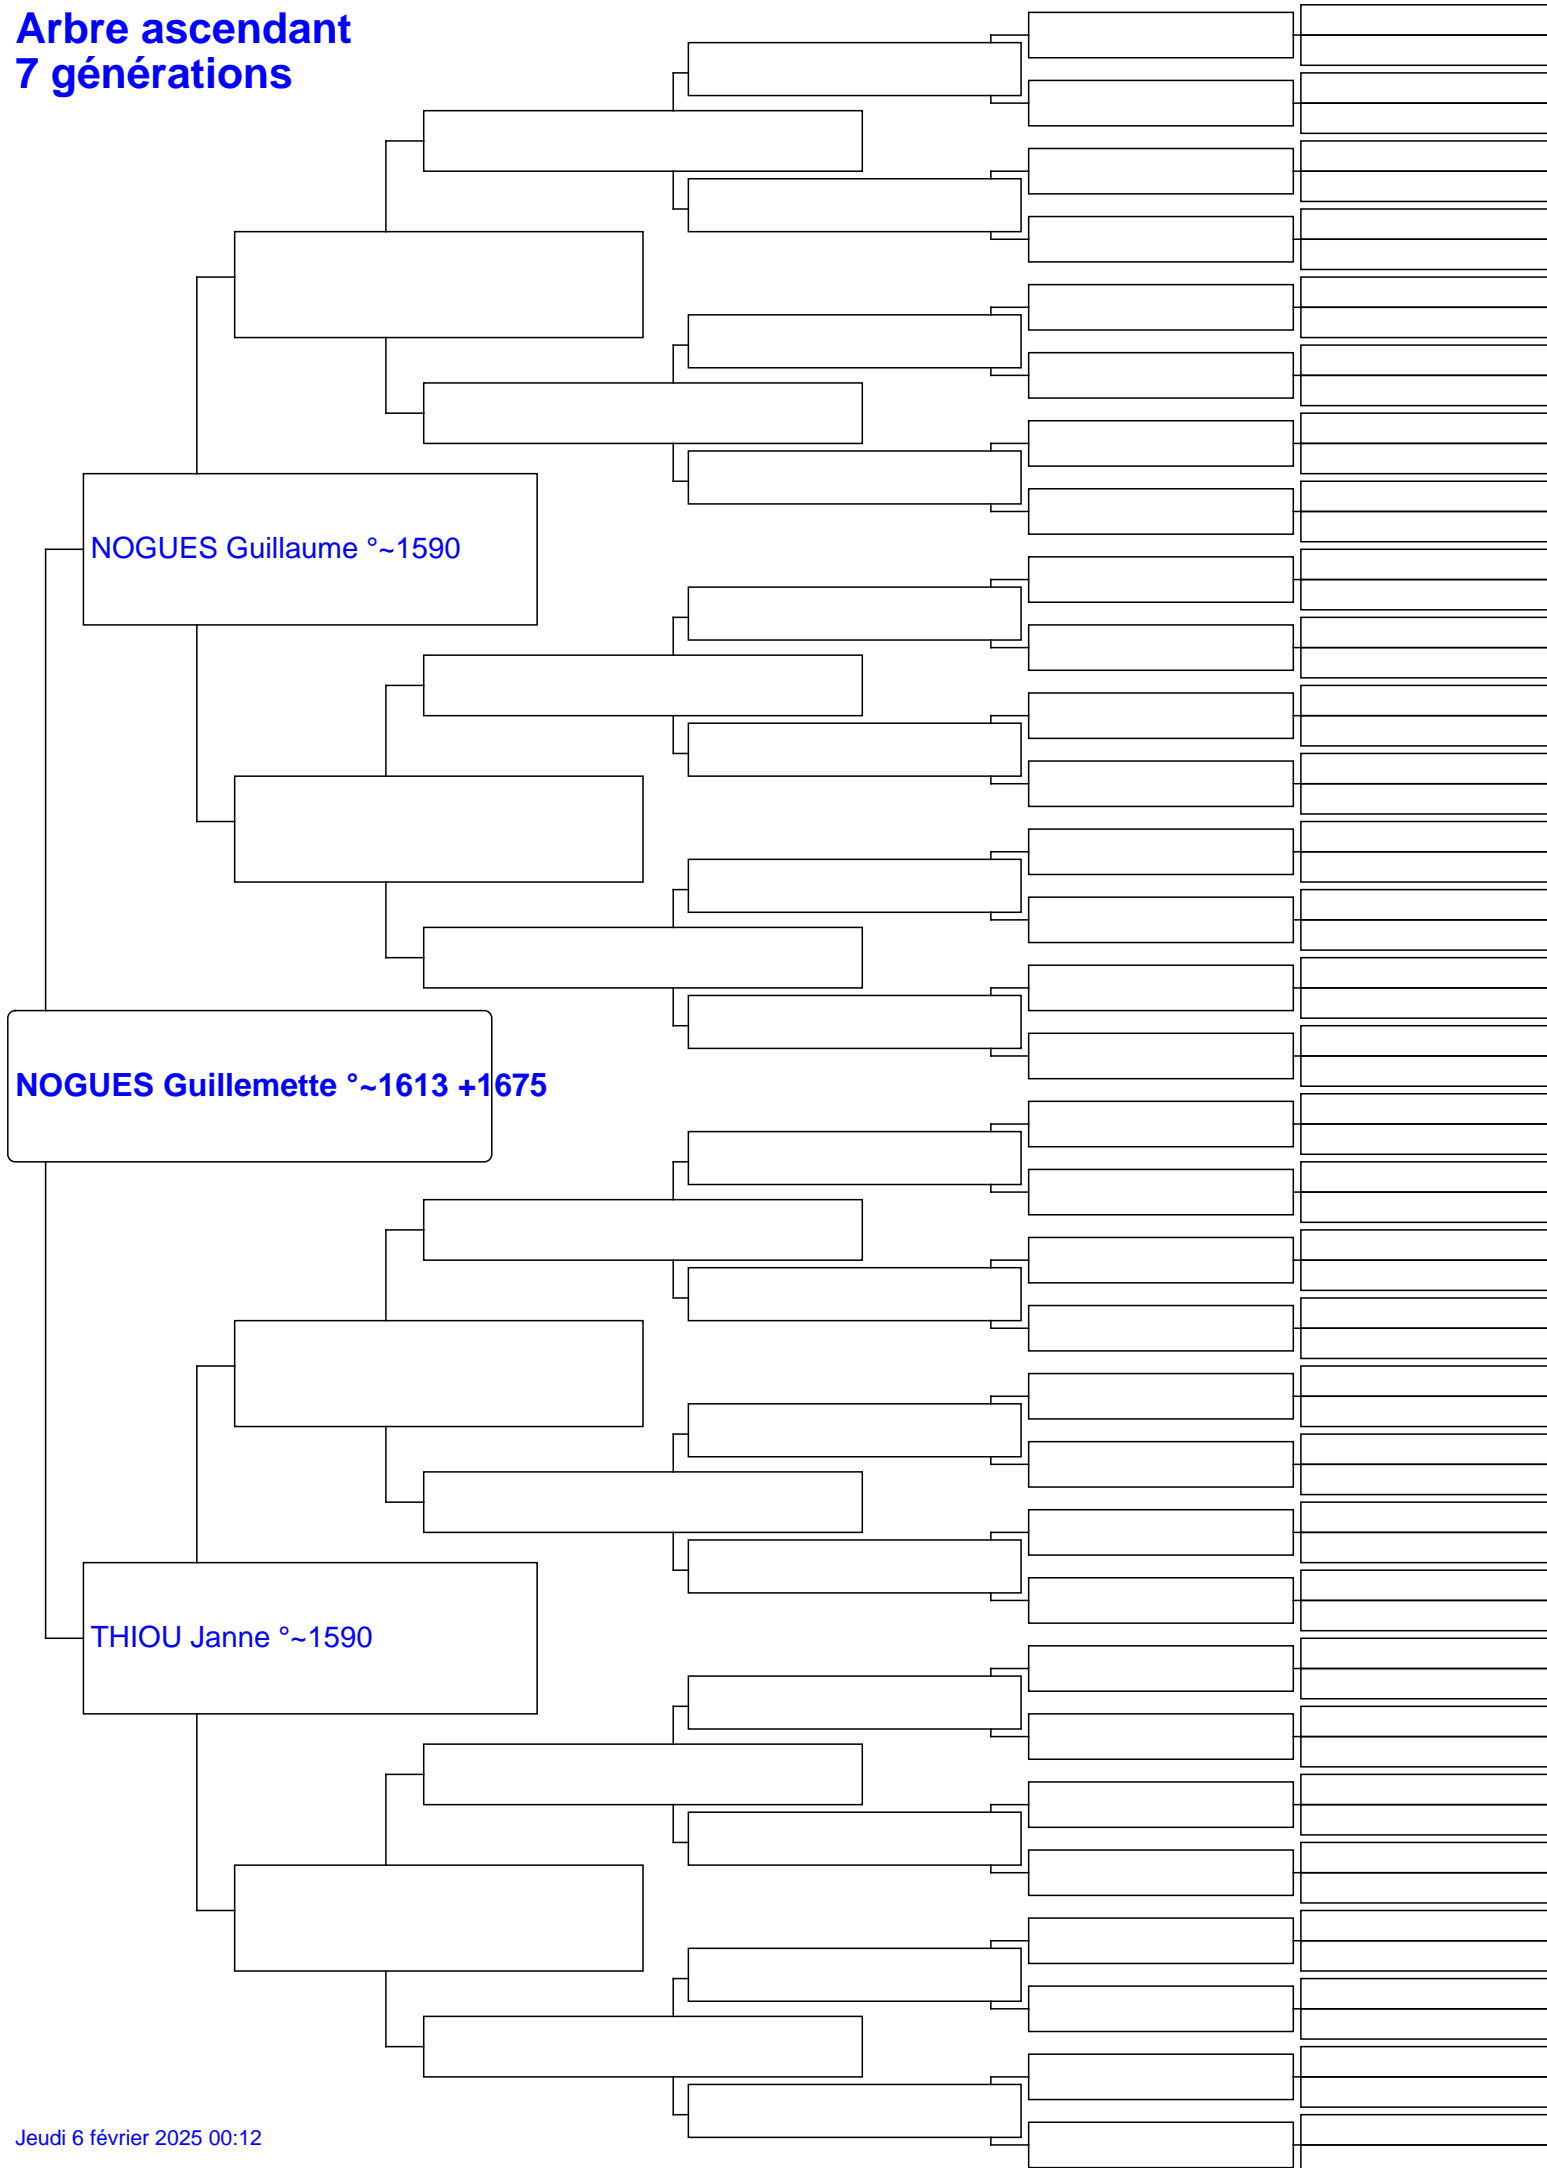 Arbre ascendant
7 générations
NOGUES Guillaume °~1590
NOGUES Guillemette °~1613 +1675
THIOU Janne °~1590
Jeudi 6 février 2025 00:12